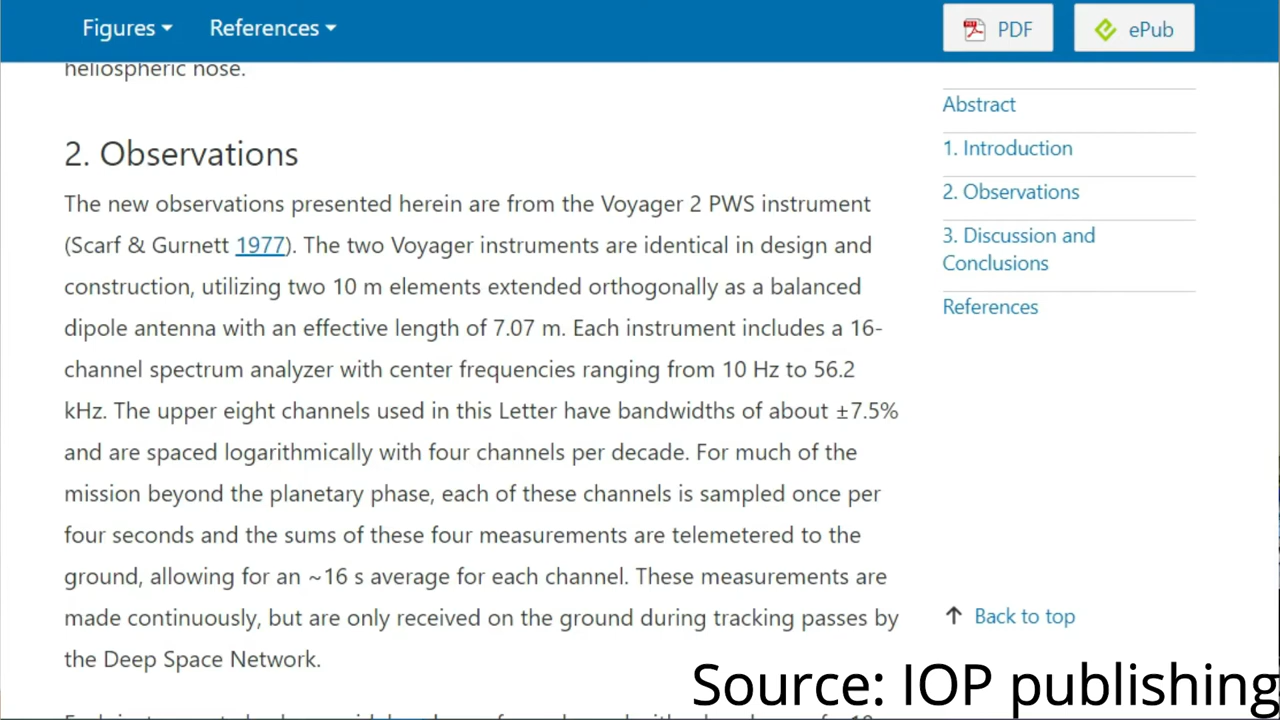 Figures References PDF ePub
heliospheric nose.
2. Observations
The new observations presented herein are from the Voyager 2 PWS instrument
(Scarf & Gurnett 1977). The two Voyager instruments are identical in design and
construction, utilizing two 10 m elements extended orthogonally as a balanced
dipole antenna with an effective length of 7.07 m. Each instrument includes a 16-
channel spectrum analyzer with center frequencies ranging from 10 Hz to 56.2
kHz. The upper eight channels used in this Letter have bandwidths of about ±7.5%
and are spaced logarithmically with four channels per decade. For much of the
mission beyond the planetary phase, each of these channels is sampled once per
four seconds and the sums of these four measurements are telemetered to the
ground, allowing for an ~16 s average for each channel. These measurements are
made continuously, but are only received on the ground during tracking passes by
the Deep Space Network.
Abstract
1. Introduction
2. Observations
3. Discussion and
Conclusions
References
Back to top
Source: IOP publishing